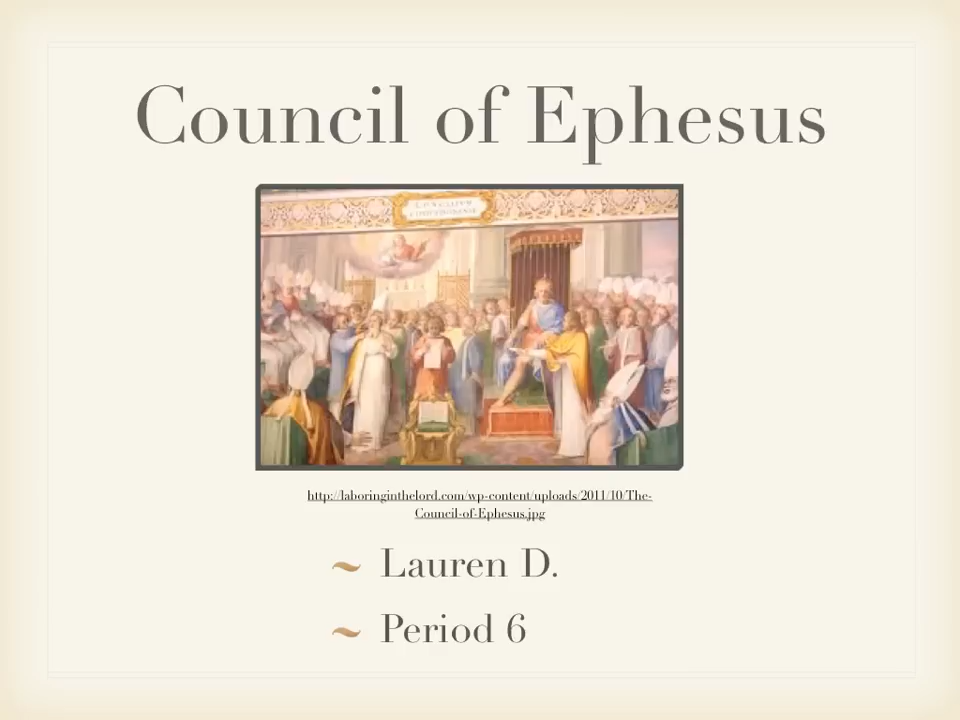 Council of Ephesus
http://laboringinthelord.com/wp-content/uploads/2011/10/The-
Council-of-Ephesus.jpg
Lauren D.
Period 6